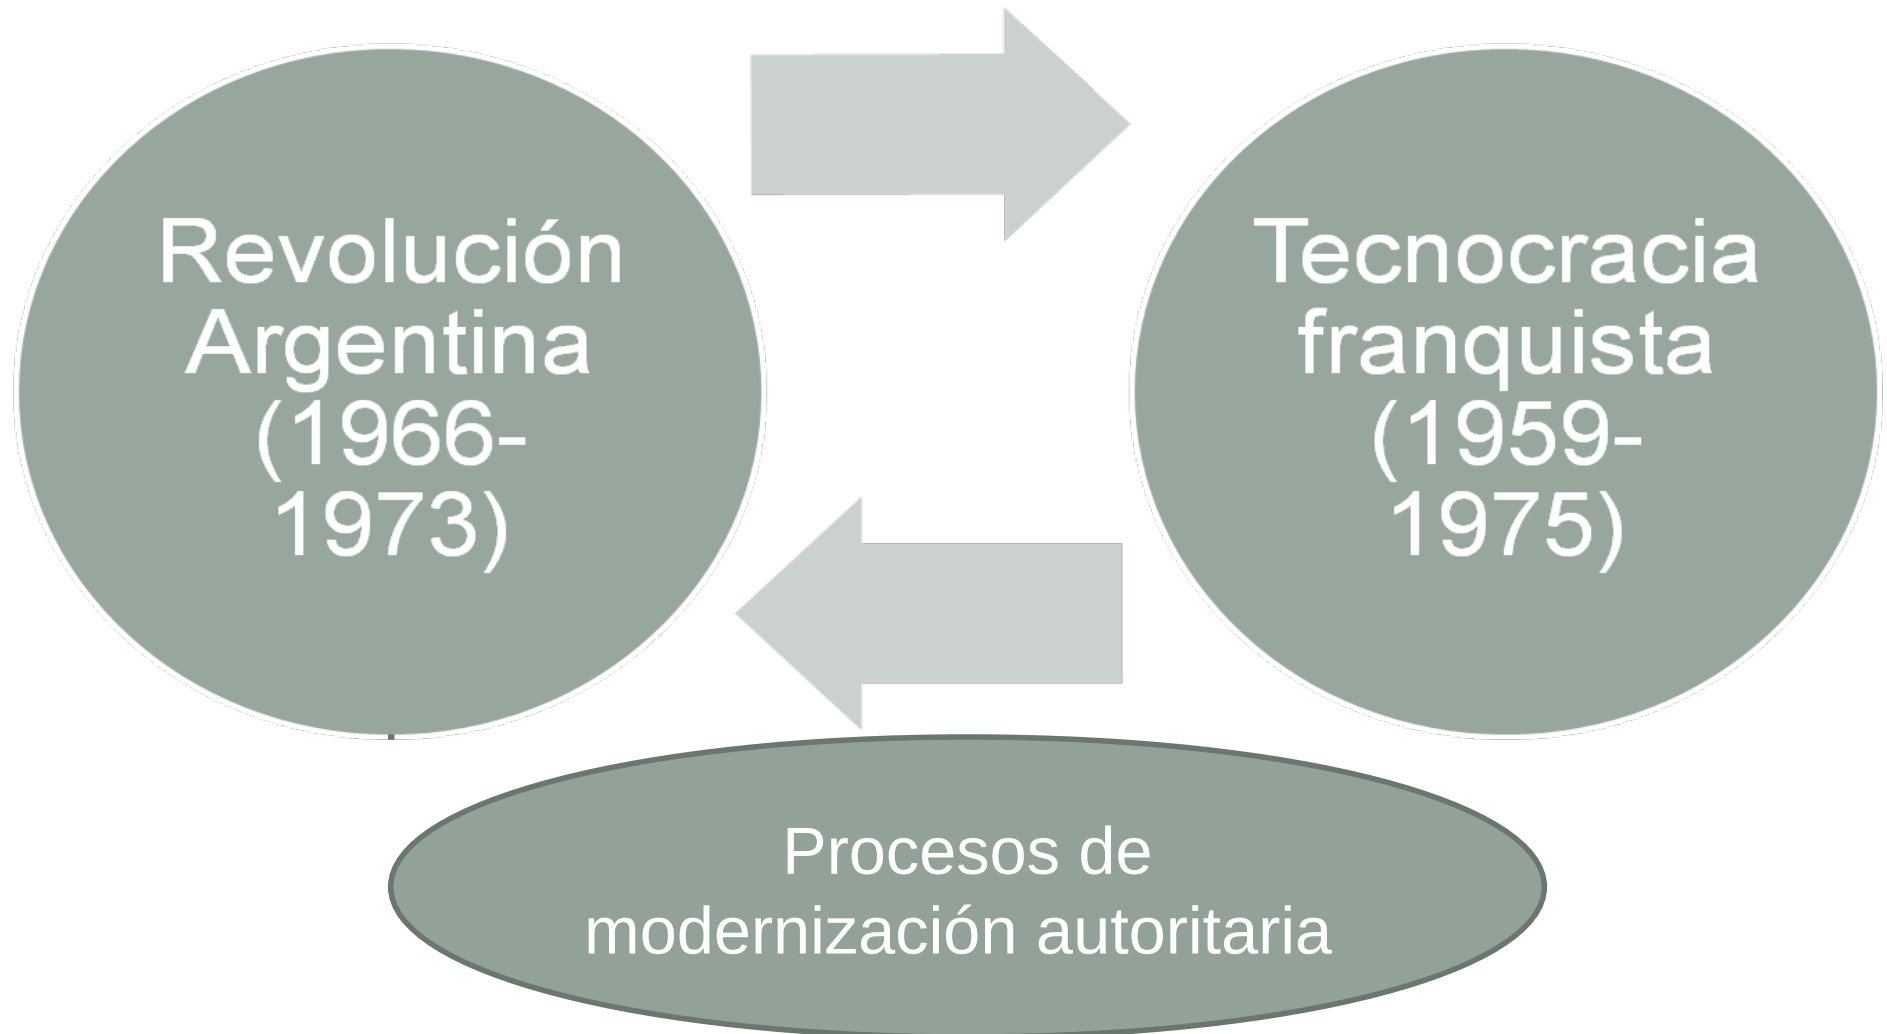 Revolución
Argentina
(1966-
1973)
Tecnocracia
franquista
(1959-
1975)
Procesos de
modernización autoritaria